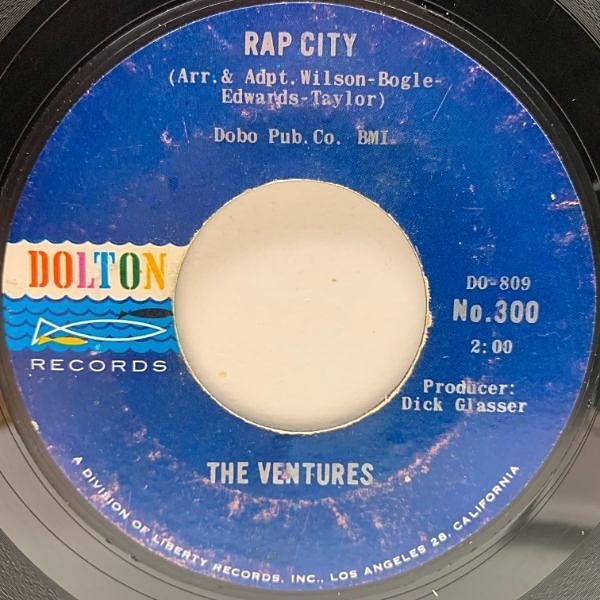 RAP CITY
(Arr.& Adpt.Wilson-Bogle-
Edwards-Taylor)
Dobo Pub.Co. BMI.
DOLTON
RECORDS
DO-809
No.300
2:00
Producer:
Dick Glasser
THE VENTURES
A DIVISION OF LIBERTY RECORDS, INC., LOS ANGELES 28, CALIFORNIA